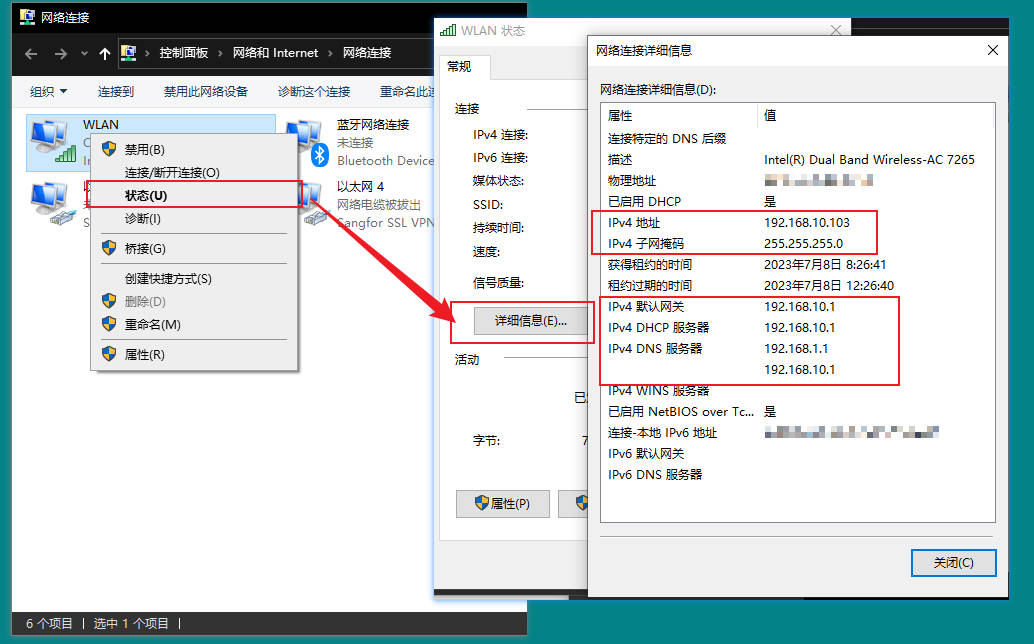 网络连接
控制面板 网络和 Internet 网络连接
组织 连接到 禁用此网络设备 诊断这个连接
WLAN
蓝牙网络连接
未连接
Bluetooth Device
以太网 4
网络电缆被拔出
Sangfor SSL VPN
禁用(B)
连接/断开连接(O)
状态(U)
诊断(I)
桥接(G)
创建快捷方式(S)
删除(D)
重命名(M)
属性(R)
6 个项目 | 选中 1 个项目 |
WLAN 状态
常规
连接
IPv4 连接:
IPv6 连接:
媒体状态:
SSID:
持续时间:
速度:
信号质量:
详细信息(E)...
活动
字节:
属性(P)
网络连接详细信息
网络连接详细信息(D):
属性 值
连接特定的 DNS 后缀
描述 Intel(R) Dual Band Wireless-AC 7265
物理地址
已启用 DHCP 是
IPv4 地址 192.168.10.103
IPv4 子网掩码 255.255.255.0
获得租约的时间 2023年7月8日 8:26:41
租约过期的时间 2023年7月8日 12:26:40
IPv4 默认网关 192.168.10.1
IPv4 DHCP 服务器 192.168.10.1
IPv4 DNS 服务器 192.168.1.1
192.168.10.1
IPv4 WINS 服务器
已启用 NetBIOS over Tc... 是
连接-本地 IPv6 地址
IPv6 默认网关
IPv6 DNS 服务器
关闭(C)